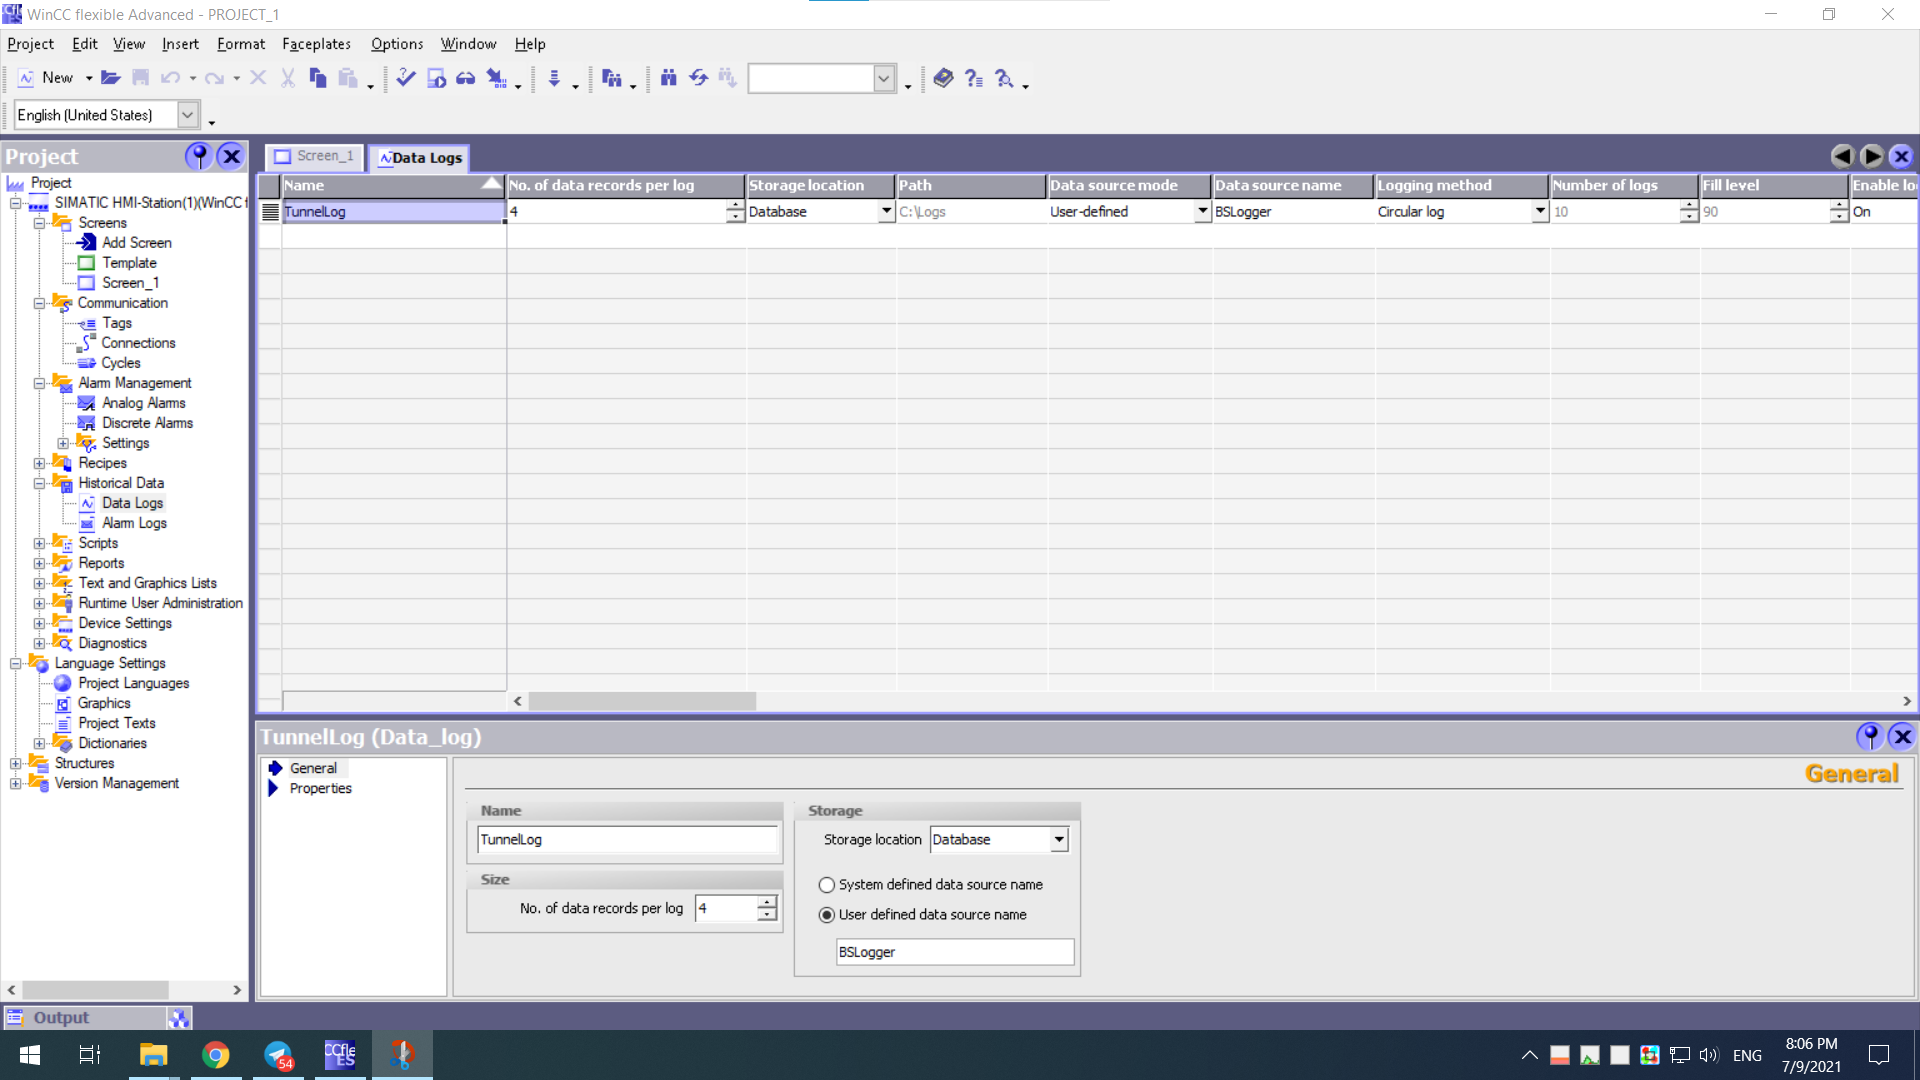 WinCC flexible Advanced - PROJECT_1
Project Edit View Insert Format Faceplates Options Window Help
New
English (United States)
Project
Project
SIMATIC HMI-Station(1)(WinCC f
Screens
Add Screen
Template
Screen_1
Communication
Tags
Connections
Cycles
Alarm Management
Analog Alarms
Discrete Alarms
Settings
Recipes
Historical Data
Data Logs
Alarm Logs
Scripts
Reports
Text and Graphics Lists
Runtime User Administration
Device Settings
Diagnostics
Language Settings
Project Languages
Graphics
Project Texts
Dictionaries
Structures
Version Management
Screen_1 Data Logs
Name No. of data records per log Storage location Path Data source mode Data source name Logging method Number of logs Fill level Enable lo
TunnelLog 4 Database C:\Logs User-defined BSLogger Circular log 10 90 On
TunnelLog (Data_log)
General
Properties
General
Name
TunnelLog
Size
No. of data records per log 4
Storage
Storage location Database
System defined data source name
User defined data source name
BSLogger
Output
54
CCfle
ES
ENG
8:06 PM
7/9/2021